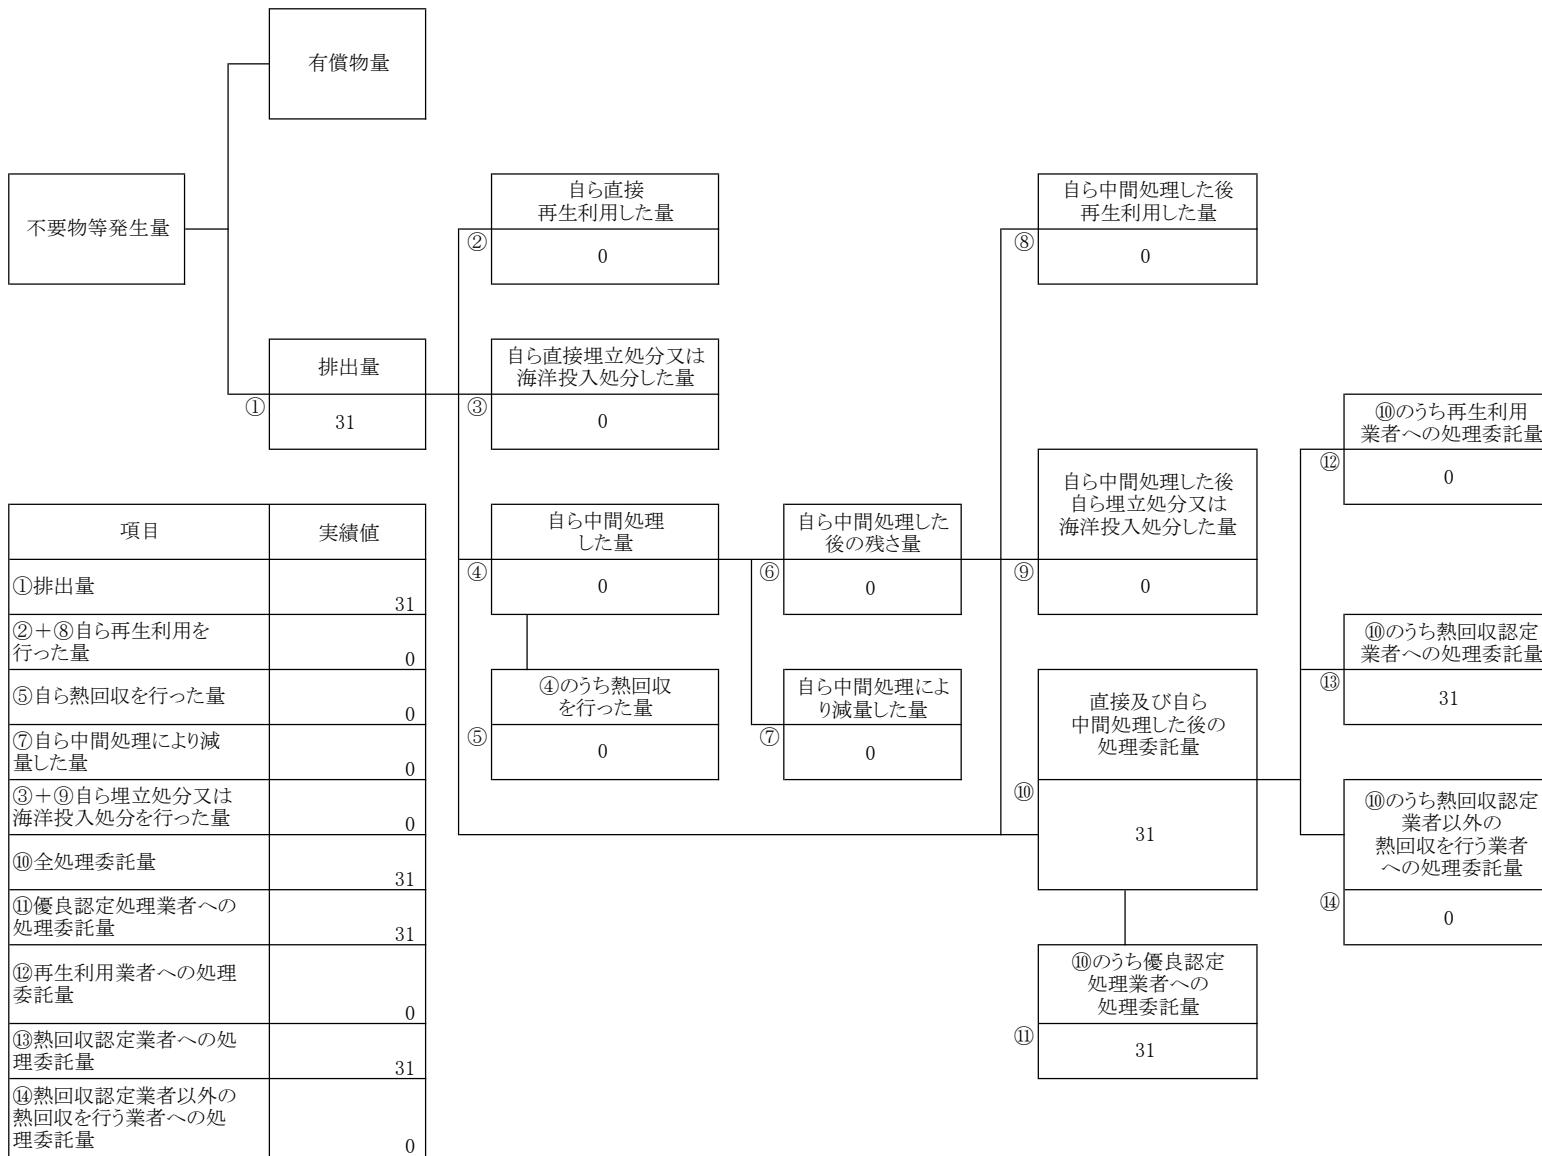 有償物量
不要物等発生量
自ら直接
再生利用した量
②
0
自ら中間処理した後
再生利用した量
⑧
0
排出量
①
31
自ら直接埋立処分又は
海洋投入処分した量
③
0
⑩のうち再生利用
業者への処理委託量
⑫
0
自ら中間処理した後
自ら埋立処分又は
海洋投入処分した量
⑨
0
自ら中間処理
した量
④
0
自ら中間処理した
後の残さ量
⑥
0
⑩のうち熱回収認定
業者への処理委託量
⑬
31
④のうち熱回収
を行った量
⑤
0
自ら中間処理によ
り減量した量
⑦
0
直接及び自ら
中間処理した後の
処理委託量
⑩
31
⑩のうち熱回収認定
業者以外の
熱回収を行う業者
への処理委託量
⑭
0
⑩のうち優良認定
処理業者への
処理委託量
⑪
31
項目 実績値
①排出量
31
②+⑧自ら再生利用を
行った量
0
⑤自ら熱回収を行った量
0
⑦自ら中間処理により減
量した量
0
③+⑨自ら埋立処分又は
海洋投入処分を行った量
0
⑩全処理委託量
31
⑪優良認定処理業者への
処理委託量
31
⑫再生利用業者への処理
委託量
0
⑬熱回収認定業者への処
理委託量
31
⑭熱回収認定業者以外の
熱回収を行う業者への処
理委託量
0